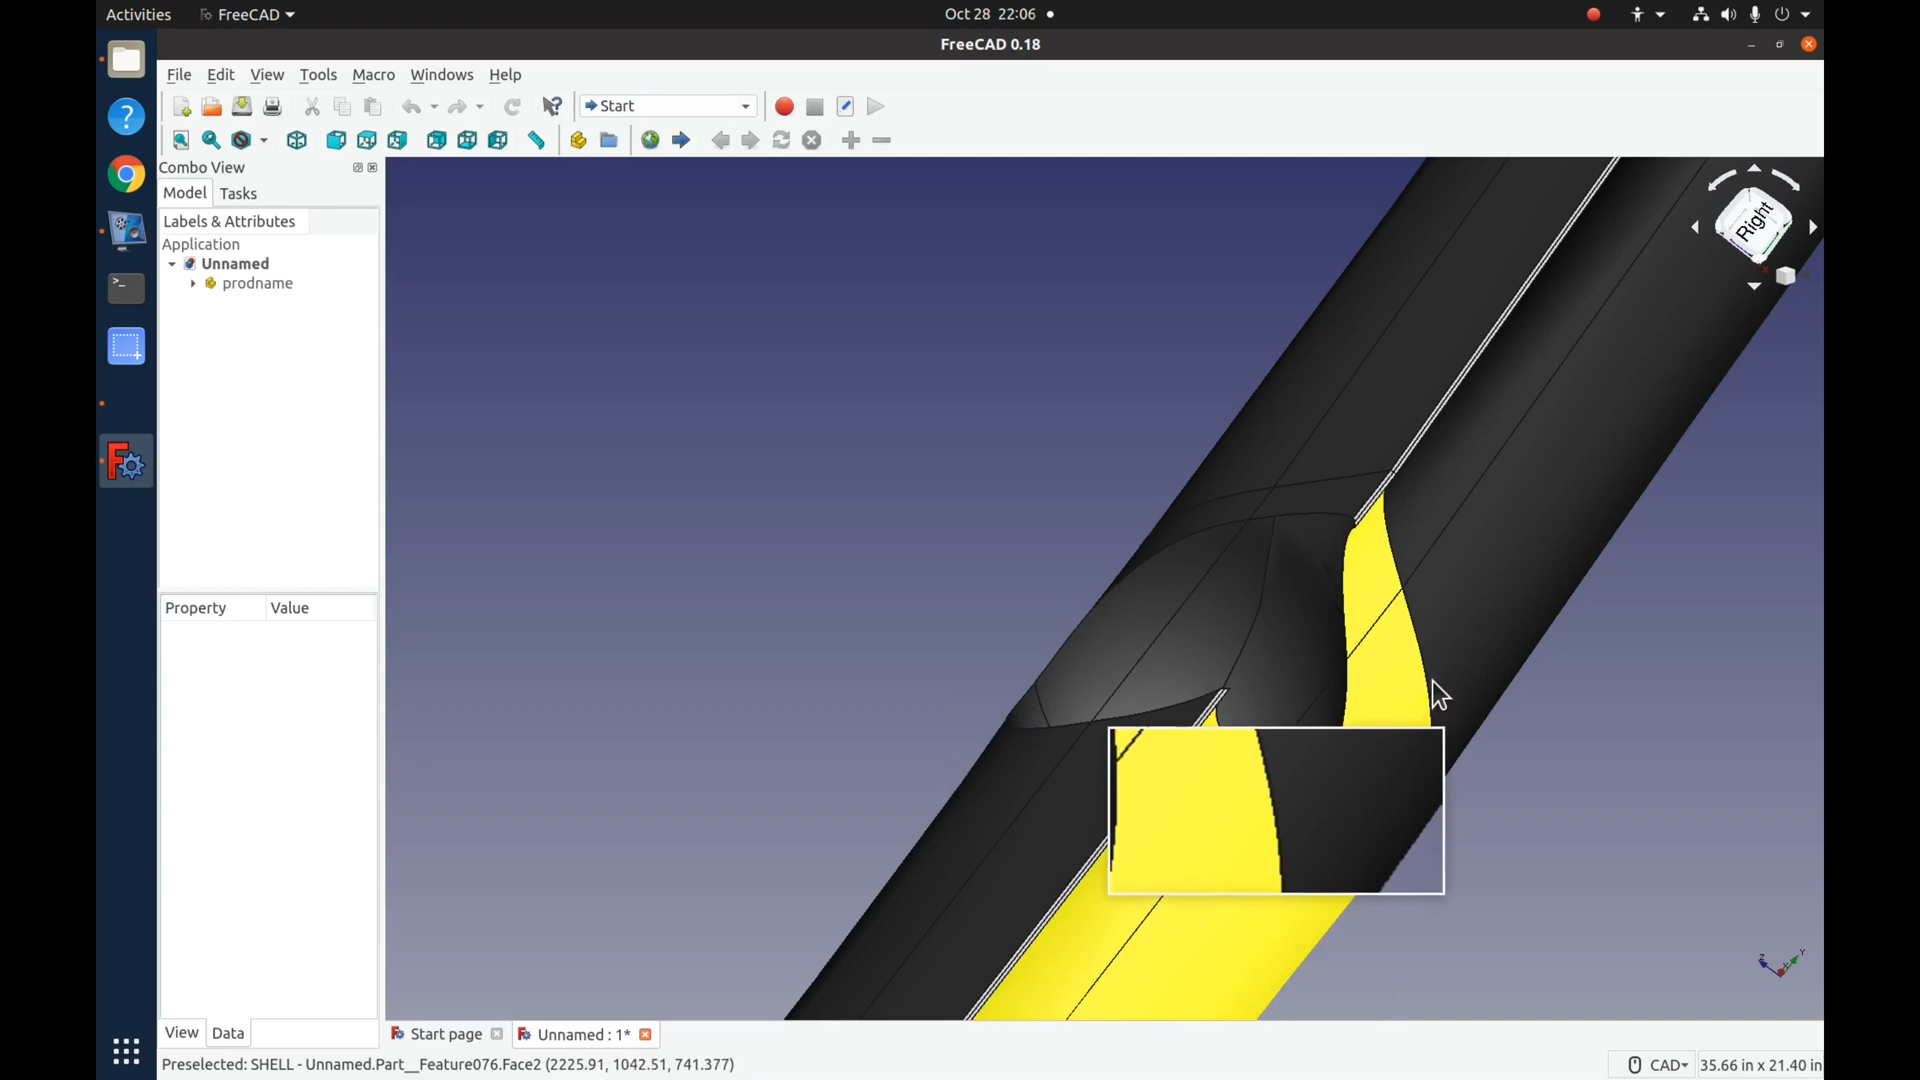 Activities FreeCAD Oct 28 22:06
FreeCAD 0.18
File Edit View Tools Macro Windows Help
Start
Combo View
Model Tasks
Labels & Attributes
Application
Unnamed
prodname
Right
Property Value
Z Y X
View Data
Start page Unnamed : 1*
Preselected: SHELL - Unnamed.Part__Feature076.Face2 (2225.91, 1042.51, 741.377) CAD 35.66 in x 21.40 in